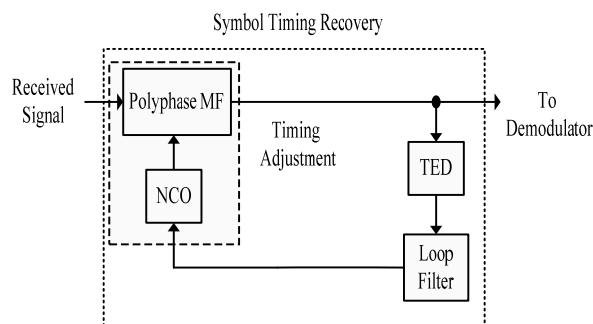 Symbol Timing Recovery
Received
Signal
Polyphase MF
To
Demodulator
Timing
Adjustment
TED
NCO
Loop
Filter